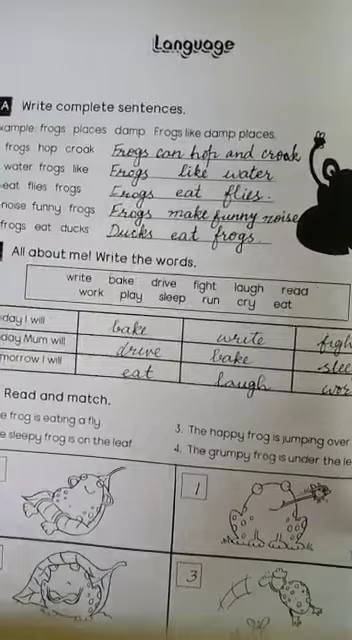 Language
A Write complete sentences.
xample: frogs places damp Frogs like damp places.
frogs hop croak Frogs can hop and croak
water frogs like Frogs like water
eat flies frogs Frogs eat flies.
noise funny frogs Frogs make funny noise
frogs eat ducks Ducks eat frogs.
All about me! Write the words.
write bake drive fight laugh read
work play sleep run cry eat
day I will bake write figh
day Mum will drive bake slee
morrow I will eat laugh wor
Read and match.
e frog is eating a fly
3. The happy frog is jumping over
e sleepy frog is on the leaf
4. The grumpy frog is under the le
1
3